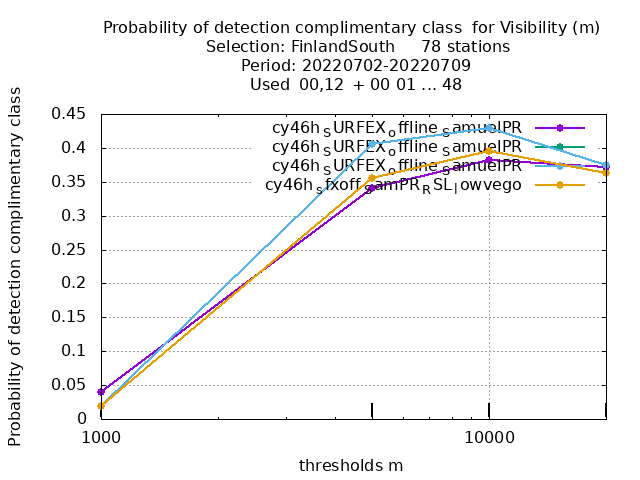 Probability of detection complimentary class for Visibility (m)
Selection: FinlandSouth 78 stations
Period: 20220702-20220709
Used 00,12 + 00 01 ... 48
Probability of detection complimentary class
0.45
0.4
0.35
0.3
0.25
0.2
0.15
0.1
0.05
0
cy46h_SURFEX_offline_SamuelPR
cy46h_SURFEX_offline_SamuelPR
cy46h_SURFEX_offline_SamuelPR
cy46h_sfxoff_SamPR_RSL_lowvego
1000
10000
thresholds m